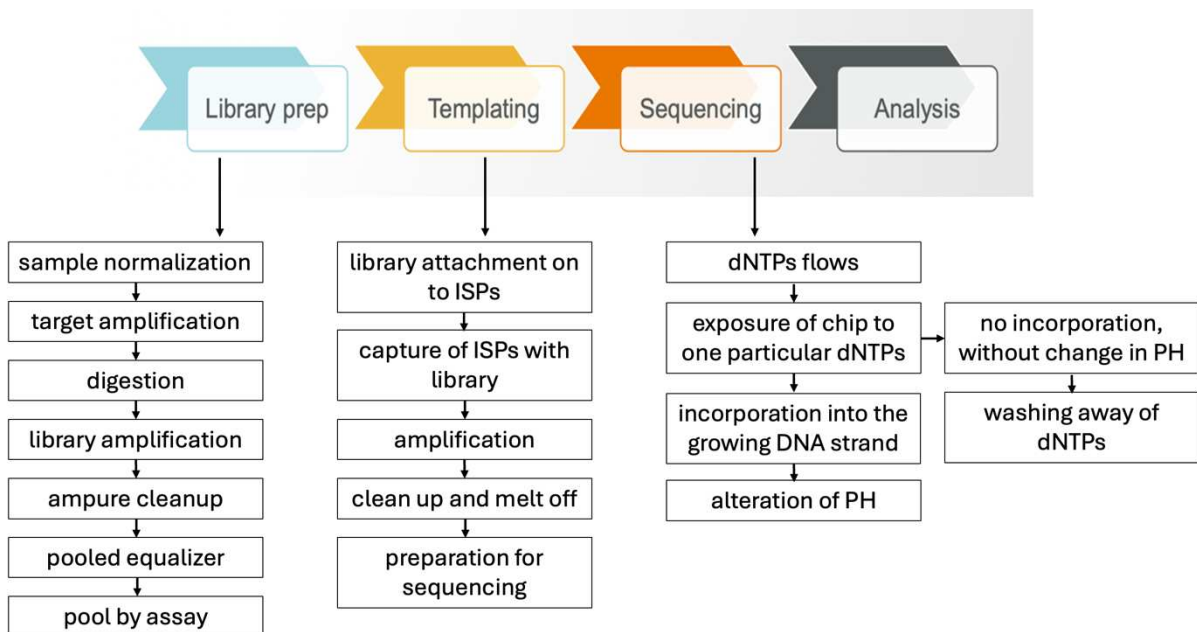 Library prep
Templating
Sequencing
Analysis
sample normalization
target amplification
digestion
library amplification
ampure cleanup
pooled equalizer
pool by assay
library attachment on
to ISPs
capture of ISPs with
library
amplification
clean up and melt off
preparation for
sequencing
dNTPs flows
exposure of chip to
one particular dNTPs
incorporation into the
growing DNA strand
alteration of PH
no incorporation,
without change in PH
washing away of
dNTPs